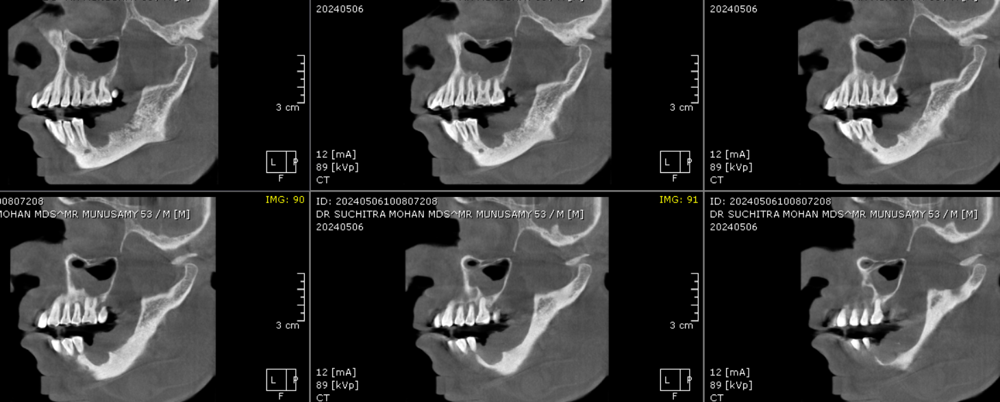 20240506
20240506
3 cm
3 cm
3 cm
12 [mA]
89 [kVp]
CT
12 [mA]
89 [kVp]
CT
L P
F
L P
F
00807208
MOHAN MDS^MR MUNUSAMY 53 / M [M]
IMG: 90
ID: 20240506100807208
DR SUCHITRA MOHAN MDS^MR MUNUSAMY 53 / M [M]
20240506
IMG: 91
ID: 20240506100807208
DR SUCHITRA MOHAN MDS^MR MUNUSAMY 53 / M [M]
20240506
3 cm
3 cm
12 [mA]
89 [kVp]
CT
12 [mA]
89 [kVp]
CT
L P
F
L P
F